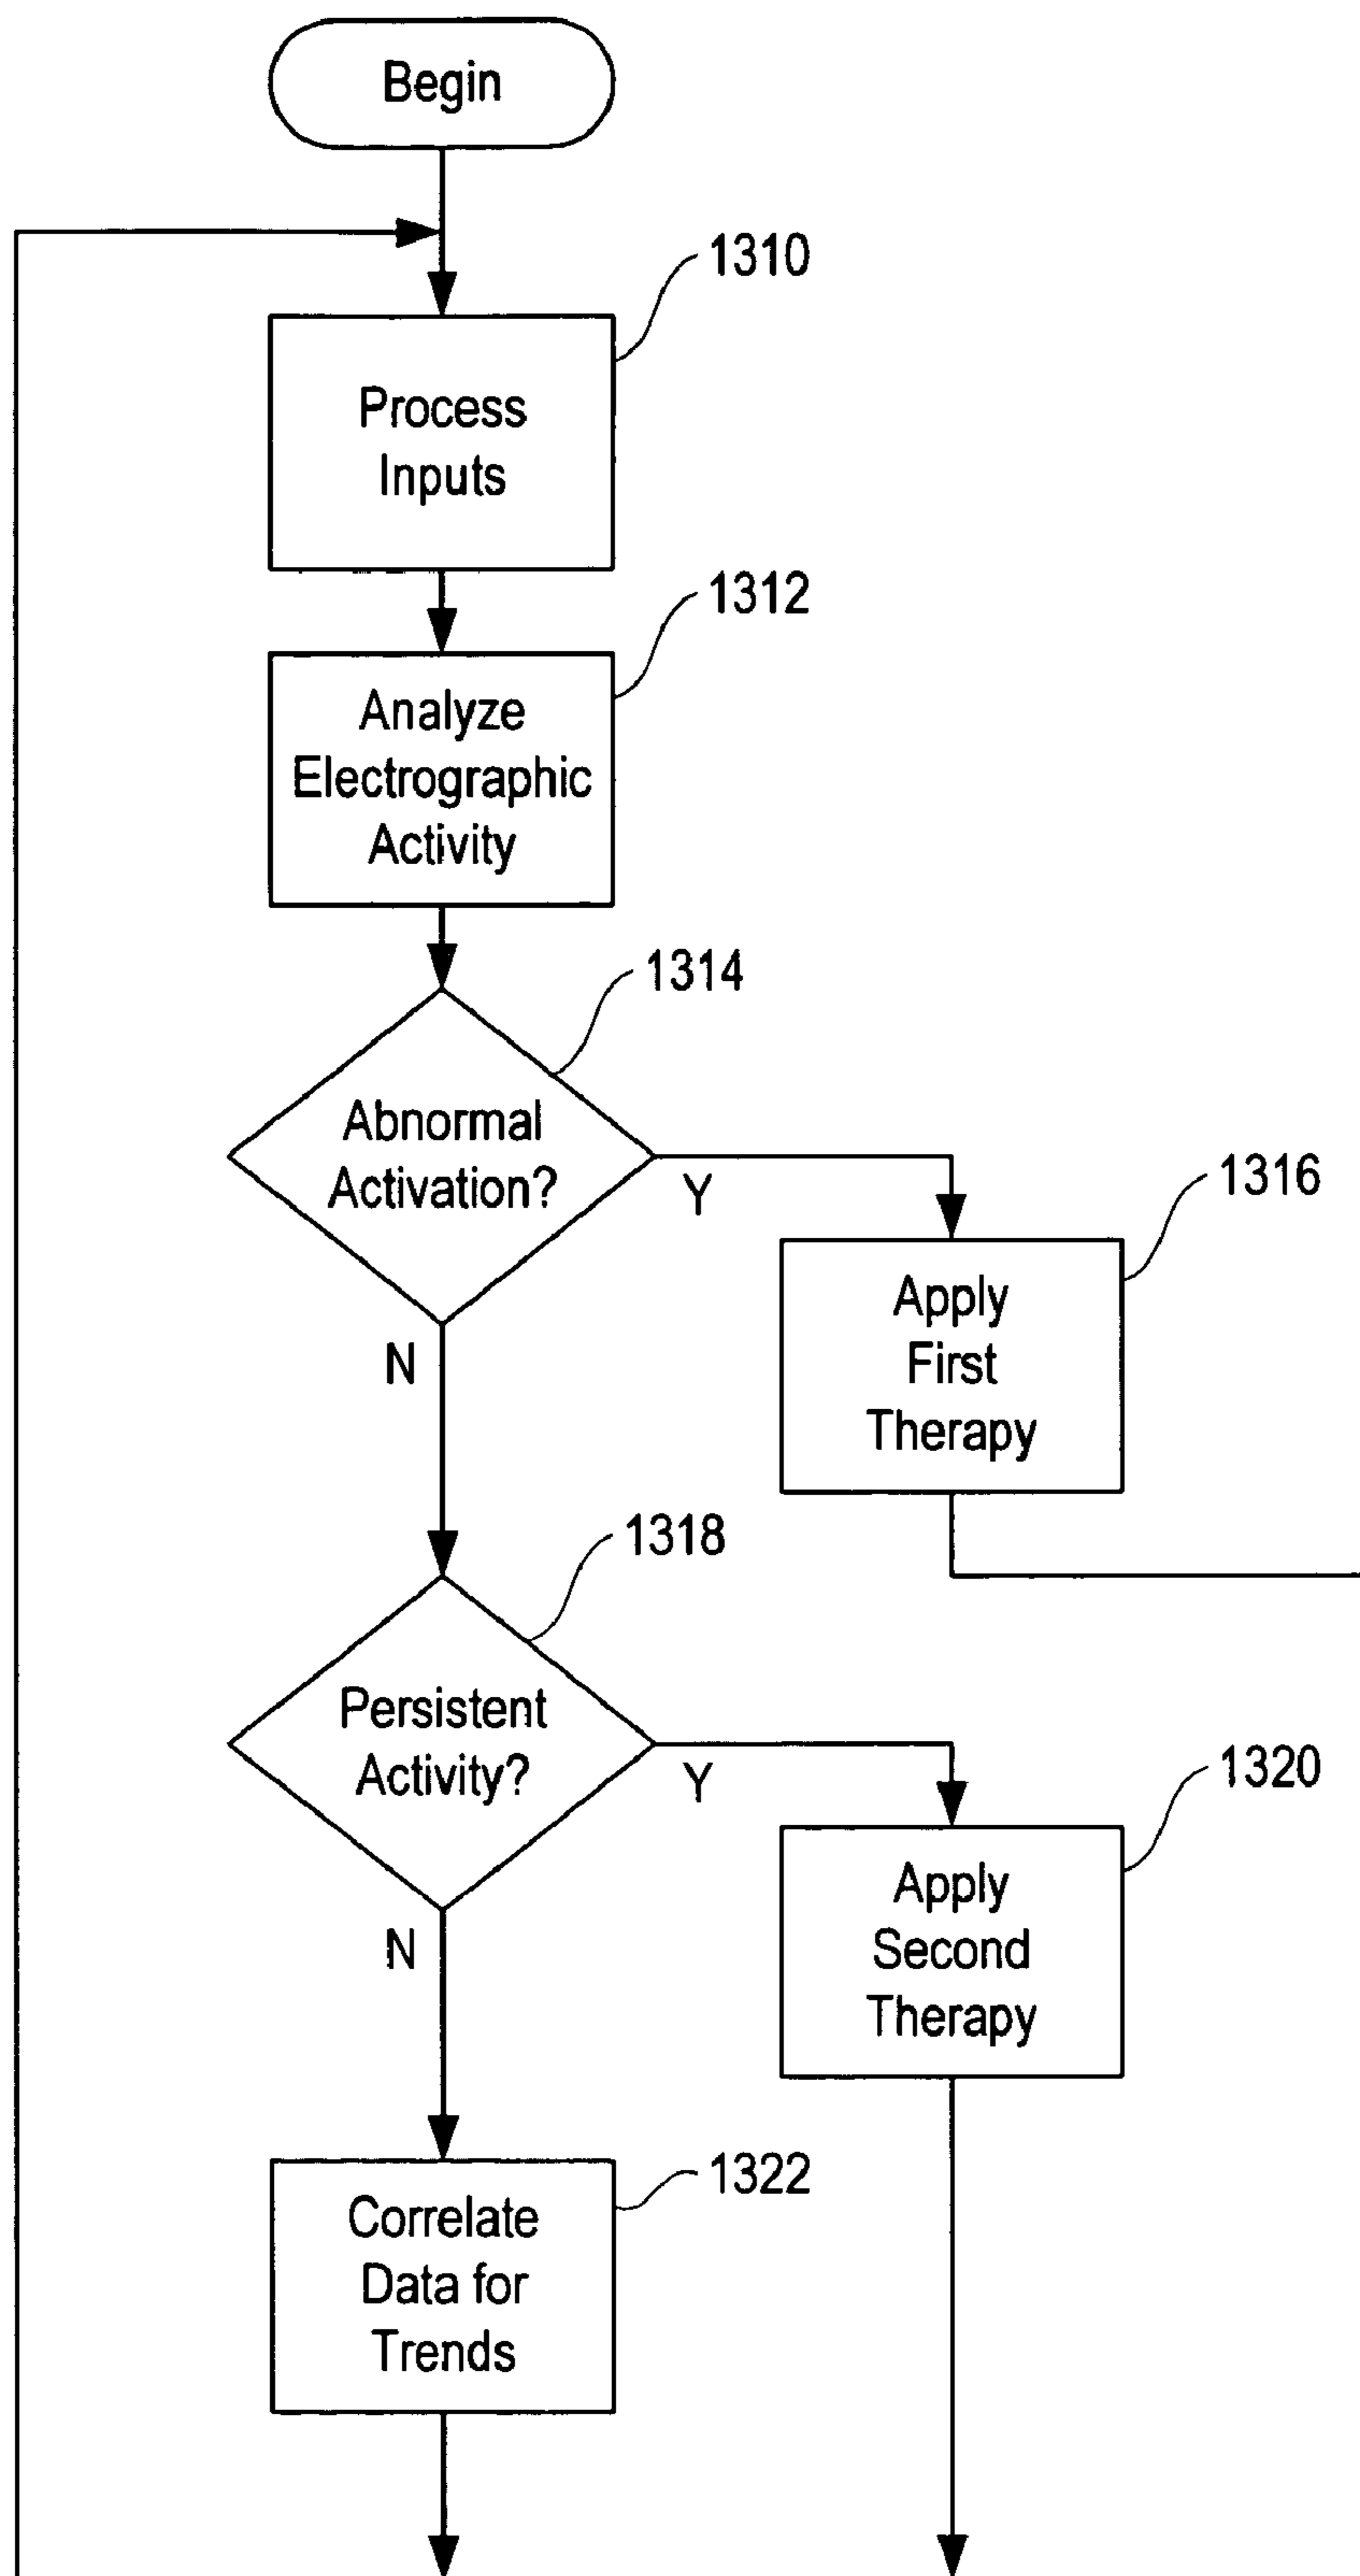 Begin
1310
Process
Inputs
1312
Analyze
Electrographic
Activity
1314
Abnormal
Activation?
Y
1316
Apply
First
Therapy
N
1318
Persistent
Activity?
Y
1320
Apply
Second
Therapy
N
1322
Correlate
Data for
Trends